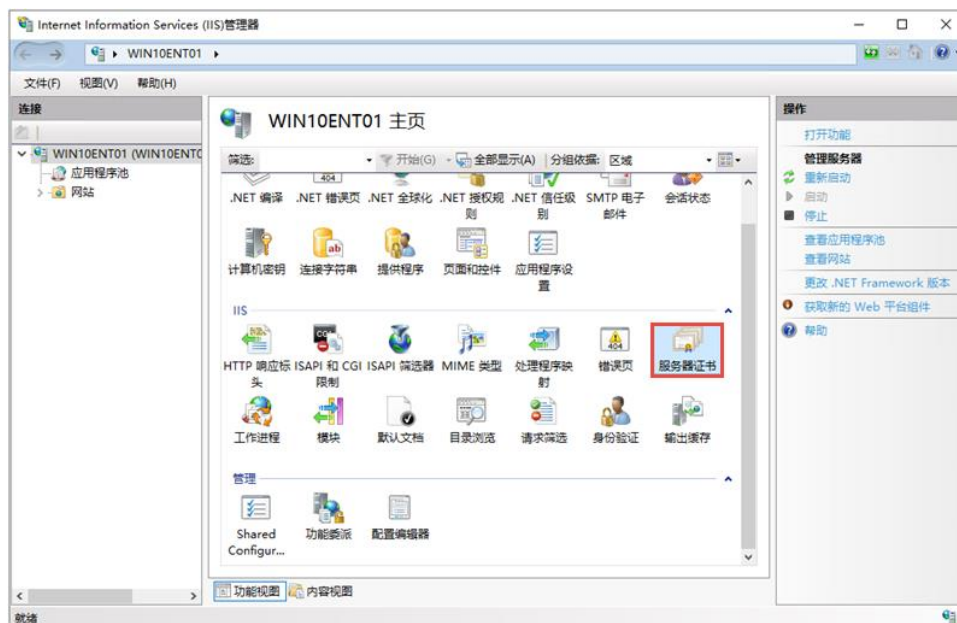 Internet Information Services (IIS)管理器
WIN10ENT01
文件(F) 视图(V) 帮助(H)
连接
WIN10ENT01 (WIN10ENTC
应用程序池
网站
WIN10ENT01 主页
筛选: 开始(G) 全部显示(A) 分组依据: 区域
404
.NET 编译 .NET 错误页 .NET 全球化 .NET 授权规则 .NET 信任级别 SMTP 电子邮件 会话状态
ab
计算机密钥 连接字符串 提供程序 页面和控件 应用程序设置
IIS
404
HTTP 响应标头 ISAPI 和 CGI 限制 ISAPI 筛选器 MIME 类型 处理程序映射 错误页 服务器证书
工作进程 模块 默认文档 目录浏览 请求筛选 身份验证 输出缓存
管理
Shared Configur... 功能委派 配置编辑器
功能视图 内容视图
操作
打开功能
管理服务器
重新启动
启动
停止
查看应用程序池
查看网站
更改 .NET Framework 版本
获取新的 Web 平台组件
帮助
就绪